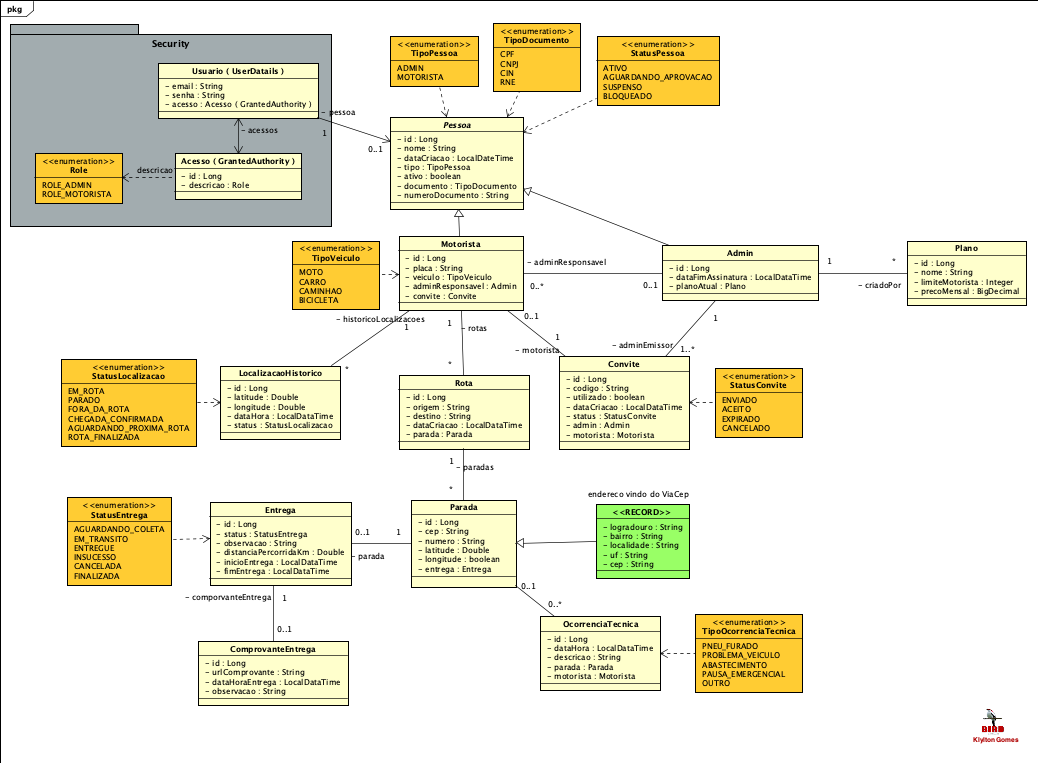 pkg
Security
Usuario ( UserDatails )
- email : String
- senha : String
- acesso : Acesso ( GrantedAuthority )
- pessoa
1
0..1
- acessos
<<enumeration>>
Role
ROLE_ADMIN
ROLE_MOTORISTA
descricao
Acesso ( GrantedAuthority )
- id : Long
- descricao : Role
<<enumeration>>
TipoPessoa
ADMIN
MOTORISTA
<<enumeration>>
TipoDocumento
CPF
CNPJ
CIN
RNE
<<enumeration>>
StatusPessoa
ATIVO
AGUARDANDO_APROVACAO
SUSPENSO
BLOQUEADO
Pessoa
- id : Long
- nome : String
- dataCriacao : LocalDateTime
- tipo : TipoPessoa
- ativo : boolean
- documento : TipoDocumento
- numeroDocumento : String
<<enumeration>>
TipoVeiculo
MOTO
CARRO
CAMINHAO
BICICLETA
Motorista
- id : Long
- placa : String
- veiculo : TipoVeiculo
- adminResponsavel : Admin
- convite : Convite
- adminResponsavel
0..*
0..1
Admin
- id : Long
- dataFimAssinatura : LocalDataTime
- planoAtual : Plano
1
*
- criadoPor
Plano
- id : Long
- nome : String
- limiteMotorista : Integer
- precoMensal : BigDecimal
- historicoLocalizacoes
1
*
1
- rotas
*
0..1
1
- motorista
1
- adminEmissor
1..*
<<enumeration>>
StatusLocalizacao
EM_ROTA
PARADO
FORA_DA_ROTA
CHEGADA_CONFIRMADA
AGUARDANDO_PROXIMA_ROTA
ROTA_FINALIZADA
LocalizacaoHistorico
- id : Long
- latitude : Double
- longitude : Double
- dataHora : LocalDataTime
- status : StatusLocalizacao
Rota
- id : Long
- origem : String
- destino : String
- dataCriacao : LocalDataTime
- parada : Parada
Convite
- id : Long
- codigo : String
- utilizado : boolean
- dataCriacao : LocalDataTime
- status : StatusConvite
- admin : Admin
- motorista : Motorista
<<enumeration>>
StatusConvite
ENVIADO
ACEITO
EXPIRADO
CANCELADO
1
- paradas
*
<<enumeration>>
StatusEntrega
AGUARDANDO_COLETA
EM_TRANSITO
ENTREGUE
INSUCESSO
CANCELADA
FINALIZADA
Entrega
- id : Long
- status : StatusEntrega
- observacao : String
- distanciaPercorridaKm : Double
- inicioEntrega : LocalDataTime
- fimEntrega : LocalDataTime
0..1
1
- parada
Parada
- id : Long
- cep : String
- numero : String
- latitude : Double
- longitude : boolean
- entrega : Entrega
endereco vindo do ViaCep
<<RECORD>>
- logradouro : String
- bairro : String
- localidade : String
- uf : String
- cep : String
- comporvanteEntrega
1
0..1
0..1
0..*
ComprovanteEntrega
- id : Long
- urlComprovante : String
- dataHoraEntrega : LocalDataTime
- observacao : String
OcorrenciaTecnica
- id : Long
- dataHora : LocalDataTime
- descricao : String
- parada : Parada
- motorista : Motorista
<<enumeration>>
TipoOcorrenciaTecnica
PNEU_FURADO
PROBLEMA_VEICULO
ABASTECIMENTO
PAUSA_EMERGENCIAL
OUTRO
Klylton Gomes